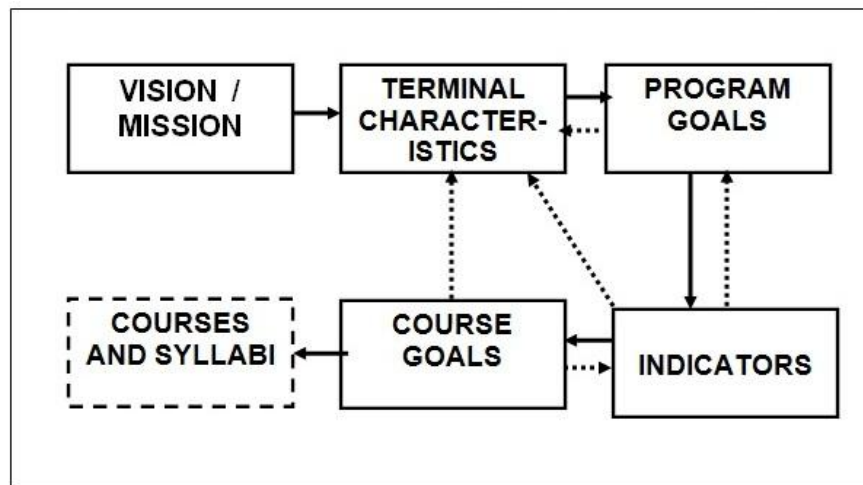 VISION /
MISSION
TERMINAL
CHARACTER-
ISTICS
PROGRAM
GOALS
COURSES
AND SYLLABI
COURSE
GOALS
INDICATORS